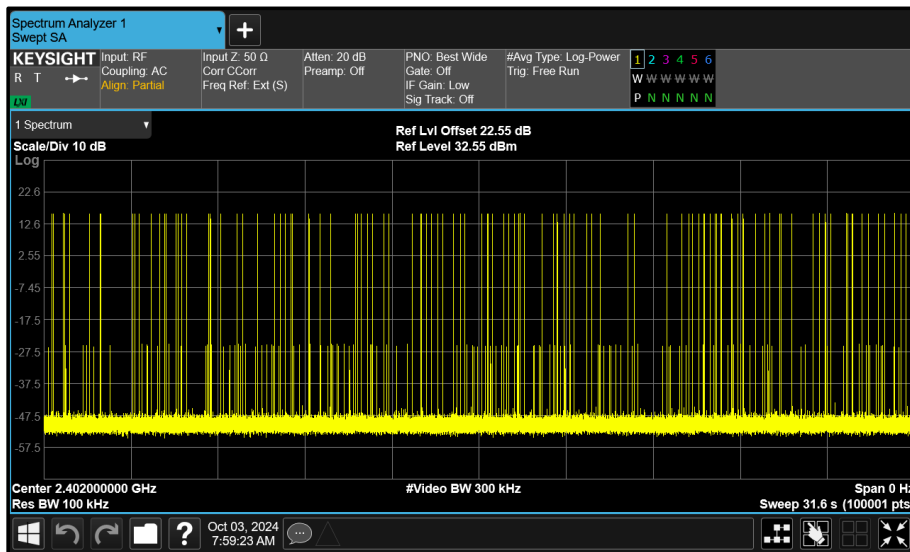 Spectrum Analyzer 1
Swept SA
KEYSIGHT
R T
LXI
Input: RF
Coupling: AC
Align: Partial
Input Z: 50 Ω
Corr CCorr
Freq Ref: Ext (S)
Atten: 20 dB
Preamp: Off
PNO: Best Wide
Gate: Off
IF Gain: Low
Sig Track: Off
#Avg Type: Log-Power
Trig: Free Run
1 2 3 4 5 6
W W W W W W
P N N N N N
1 Spectrum
Scale/Div 10 dB
Ref Lvl Offset 22.55 dB
Ref Level 32.55 dBm
Log
22.6
12.6
2.55
-7.45
-17.5
-27.5
-37.5
-47.5
-57.5
Center 2.402000000 GHz
#Video BW 300 kHz
Span 0 Hz
Res BW 100 kHz
Sweep 31.6 s (100001 pts
?
Oct 03, 2024
7:59:23 AM